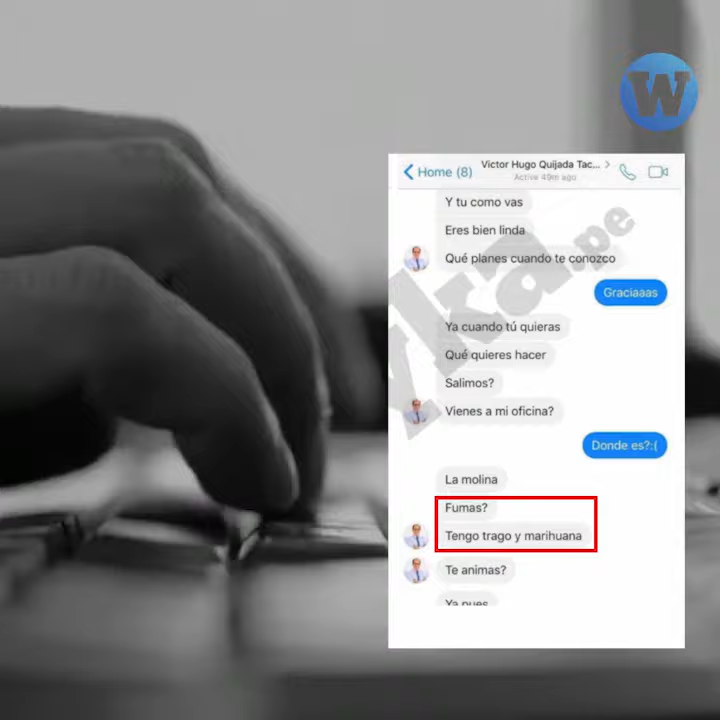 W
Home (8)
Victor Hugo Quijada Tac... >
Active 49m ago
Y tu como vas
Eres bien linda
Qué planes cuando te conozco
Graciaaas
Ya cuando tú quieras
Qué quieres hacer
Salimos?
Vienes a mi oficina?
Donde es?:(
La molina
Fumas?
Tengo trago y marihuana
Te animas?
Ya pues